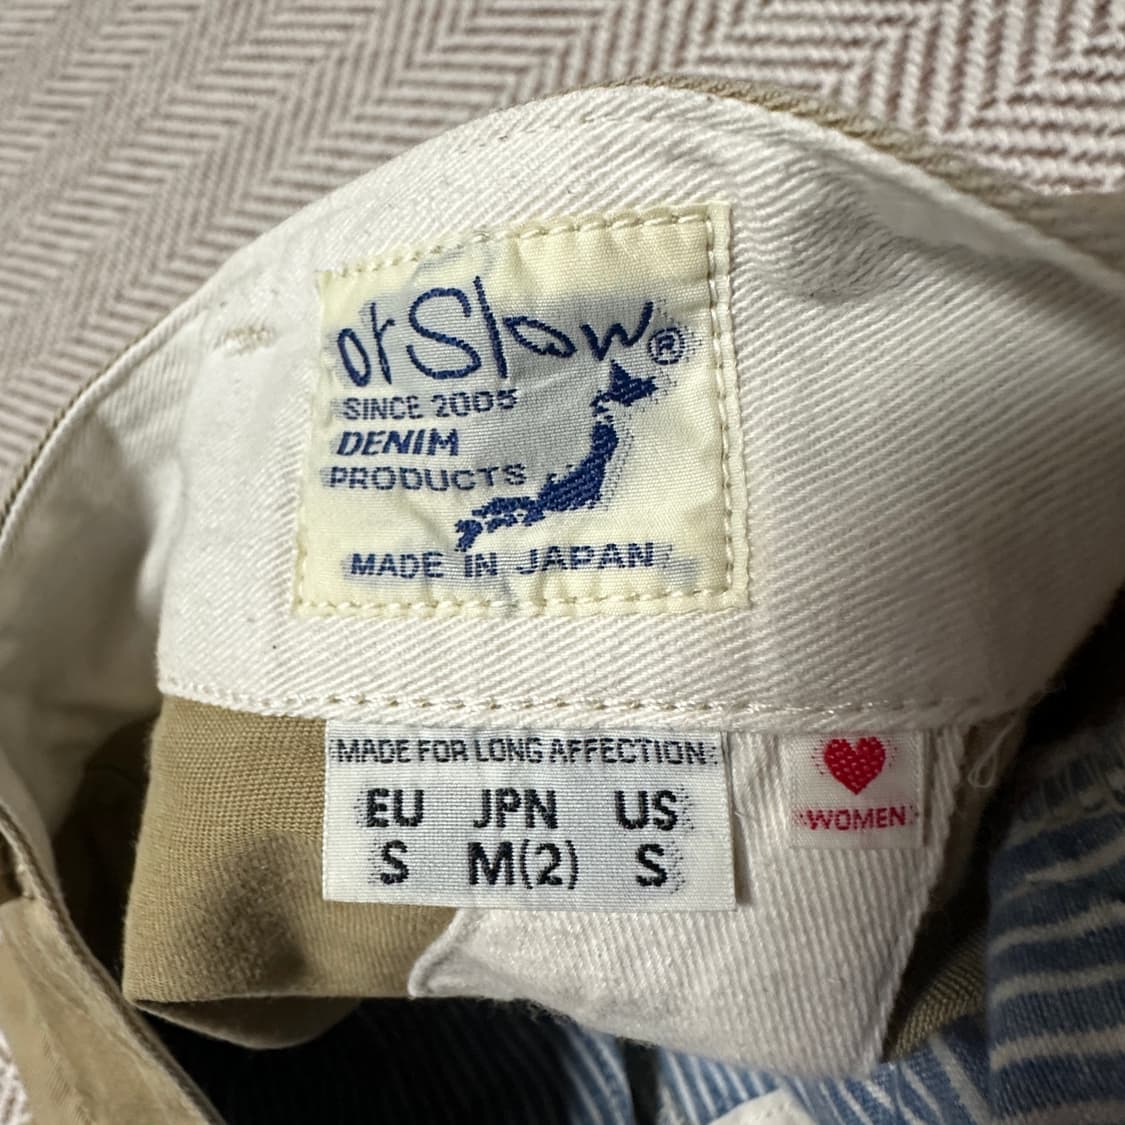 orSlow®
SINCE 2005
DENIM
PRODUCTS
MADE IN JAPAN
MADE FOR LONG AFFECTION
EU JPN US
S M(2) S
WOMEN